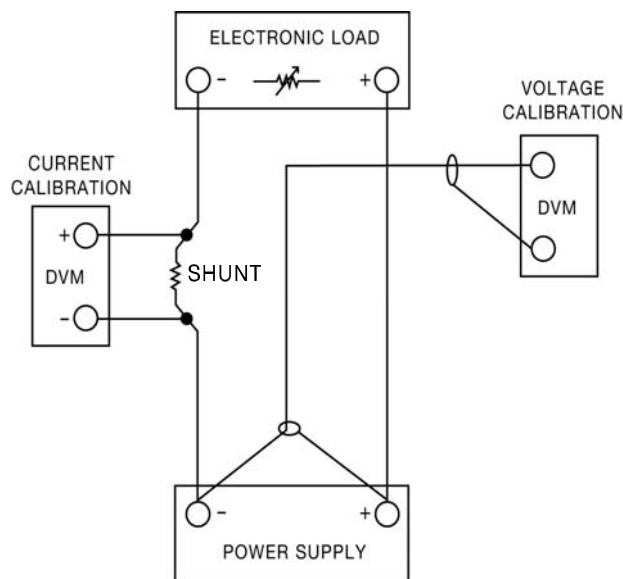 ELECTRONIC LOAD
- +
VOLTAGE
CALIBRATION
CURRENT
CALIBRATION
+
DVM
-
SHUNT
DVM
- +
POWER SUPPLY